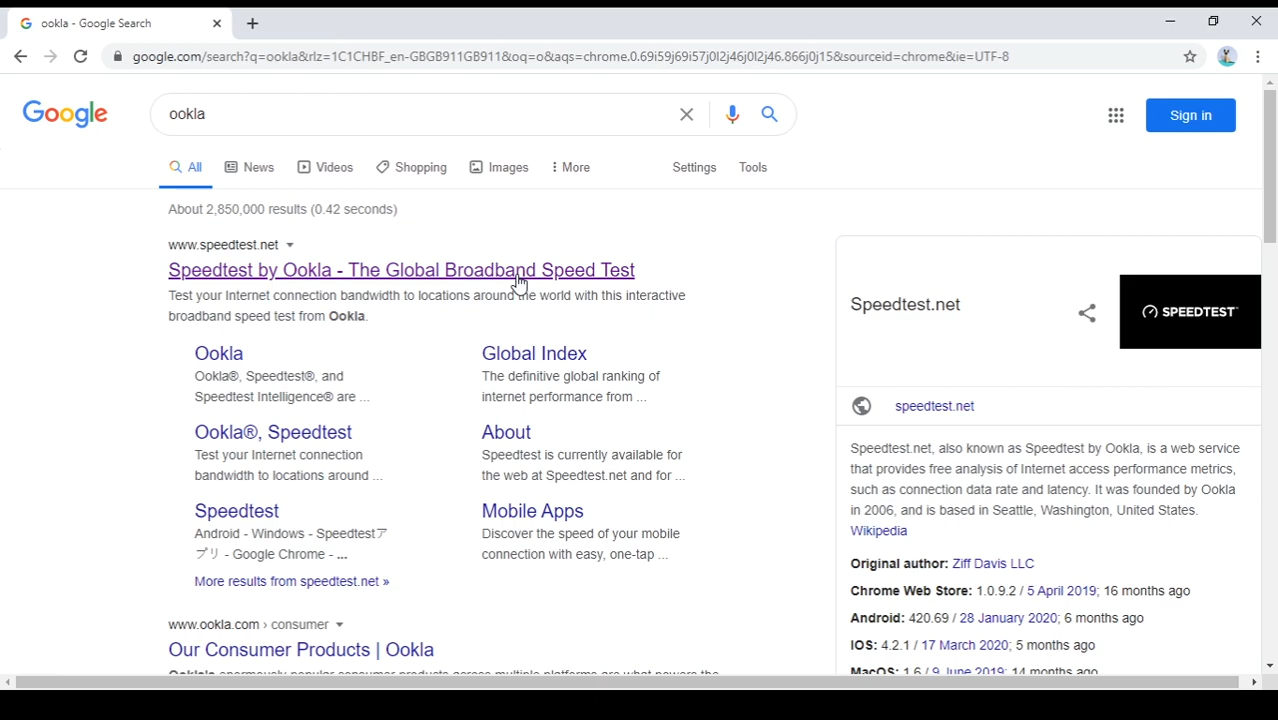 ookla - Google Search
google.com/search?q=ookla&rlz=1C1CHBF_en-GBGB911GB911&oq=o&aqs=chrome.0.69i59j69i57j0l2j46j0l2j46.866j0j15&sourceid=chrome&ie=UTF-8
Google
ookla
Sign in
All News Videos Shopping Images More Settings Tools
About 2,850,000 results (0.42 seconds)
www.speedtest.net
Speedtest by Ookla - The Global Broadband Speed Test
Test your Internet connection bandwidth to locations around the world with this interactive
broadband speed test from Ookla.
Ookla
Ookla®, Speedtest®, and
Speedtest Intelligence® are ...
Global Index
The definitive global ranking of
internet performance from ...
Ookla®, Speedtest
Test your Internet connection
bandwidth to locations around ...
About
Speedtest is currently available for
the web at Speedtest.net and for ...
Speedtest
Android - Windows - Speedtestア
プリ - Google Chrome - ...
Mobile Apps
Discover the speed of your mobile
connection with easy, one-tap ...
More results from speedtest.net »
www.ookla.com › consumer
Our Consumer Products | Ookla
Speedtest.net
SPEEDTEST
speedtest.net
Speedtest.net, also known as Speedtest by Ookla, is a web service
that provides free analysis of Internet access performance metrics,
such as connection data rate and latency. It was founded by Ookla
in 2006, and is based in Seattle, Washington, United States.
Wikipedia
Original author: Ziff Davis LLC
Chrome Web Store: 1.0.9.2 / 5 April 2019; 16 months ago
Android: 420.69 / 28 January 2020; 6 months ago
IOS: 4.2.1 / 17 March 2020; 5 months ago
MacOS: 1.6 / 9 June 2019; 14 months ago